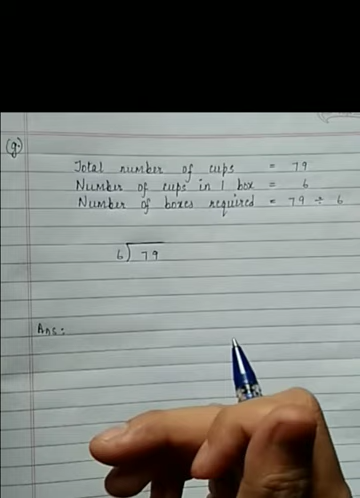 (g)
Total number of cups = 79
Number of cups in 1 box = 6
Number of boxes required = 79 ÷ 6
6)79
Ans: